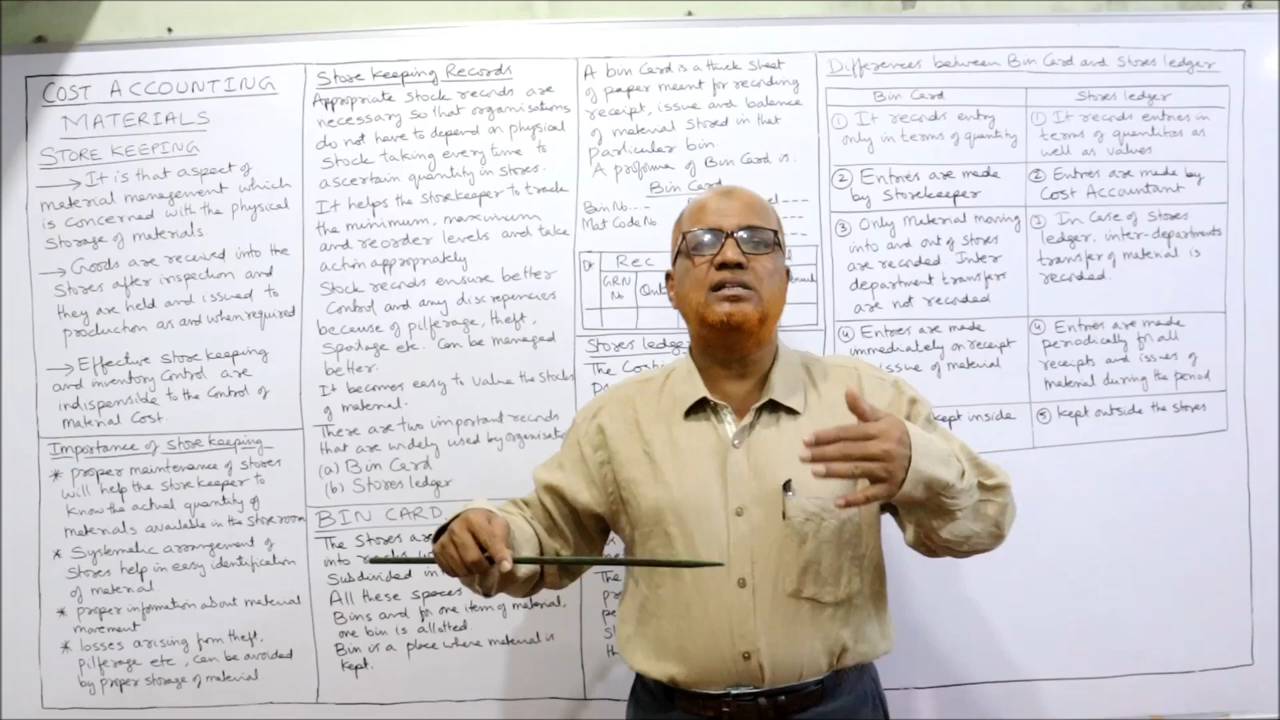 COST ACCOUNTING
MATERIALS
STORE KEEPING
→ It is that aspect of
material management which
is concerned with the physical
storage of materials
→ Goods are received into the
stores after inspection and
they are held and issued to
production as and when required
→ Effective store keeping
and inventory control are
indispensible to the control of
material cost
Importance of store keeping
* proper maintenance of stores
will help the storekeeper to
know the actual quantity of
materials available in the store room
* Systematic arrangement of
stores help in easy identification
of material
* proper information about material
movement
* losses arising from theft,
pilferage etc, can be avoided
by proper storage of material
Store keeping Records
Appropriate stock records are
necessary so that organisations
do not have to depend on physical
stock taking every time to
ascertain quantity in stores.
It helps the storekeeper to track
the minimum, maximum
and reorder levels and take
action appropriately
Stock records ensure better
control and any discrepencies
because of pilferage, theft,
spoilage etc. can be managed
better.
It becomes easy to value the stocks
of material.
There are two important records
that are widely used by
(a) Bin Card
(b) Stores ledger
BIN CARD
The stores are
into
Subdivided
All these spaces
Bins and for one item of material,
one bin is allotted.
Bin is a place where material is
kept.
A bin Card is a thick sheet
of paper meant for recording
receipt, issue and balance
of material stored in that
particular bin
A proforma of Bin Card is:
Bin Card
Bin No.
Mat Code No
Rec
GRN
No
Stores ledger
The
The
Differences between Bin Card and Stores ledger
Bin Card
Stores ledger
① It records entry
only in terms of quantity
① It records entries in
terms of quantities as
well as values
② Entries are made
by Storekeeper
② Entries are made by
Cost Accountant
③ Only Material moving
into and out of stores
are recorded. Inter
department transfers
are not recorded
③ In Case of stores
ledger, inter-departments
transfer of material is
recorded
④ Entries are made
immediately on receipt
issue of material
④ Entries are made
periodically for all
receipts and issues of
material during the period
kept inside
⑤ kept outside the stores